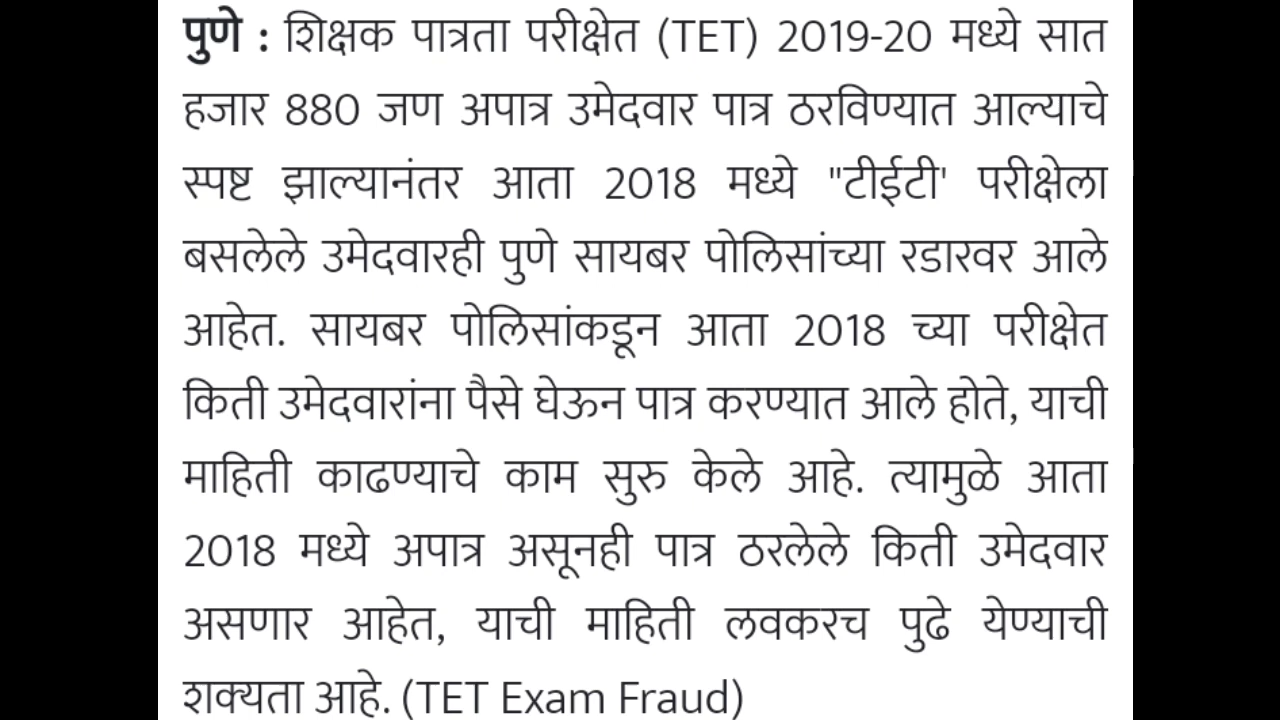 पुणे : शिक्षक पात्रता परीक्षेत (TET) 2019-20 मध्ये सात
हजार 880 जण अपात्र उमेदवार पात्र ठरविण्यात आल्याचे
स्पष्ट झाल्यानंतर आता 2018 मध्ये "टीईटी' परीक्षेला
बसलेले उमेदवारही पुणे सायबर पोलिसांच्या रडारवर आले
आहेत. सायबर पोलिसांकडून आता 2018 च्या परीक्षेत
किती उमेदवारांना पैसे घेऊन पात्र करण्यात आले होते, याची
माहिती काढण्याचे काम सुरु केले आहे. त्यामुळे आता
2018 मध्ये अपात्र असूनही पात्र ठरलेले किती उमेदवार
असणार आहेत, याची माहिती लवकरच पुढे येण्याची
शक्यता आहे. (TET Exam Fraud)